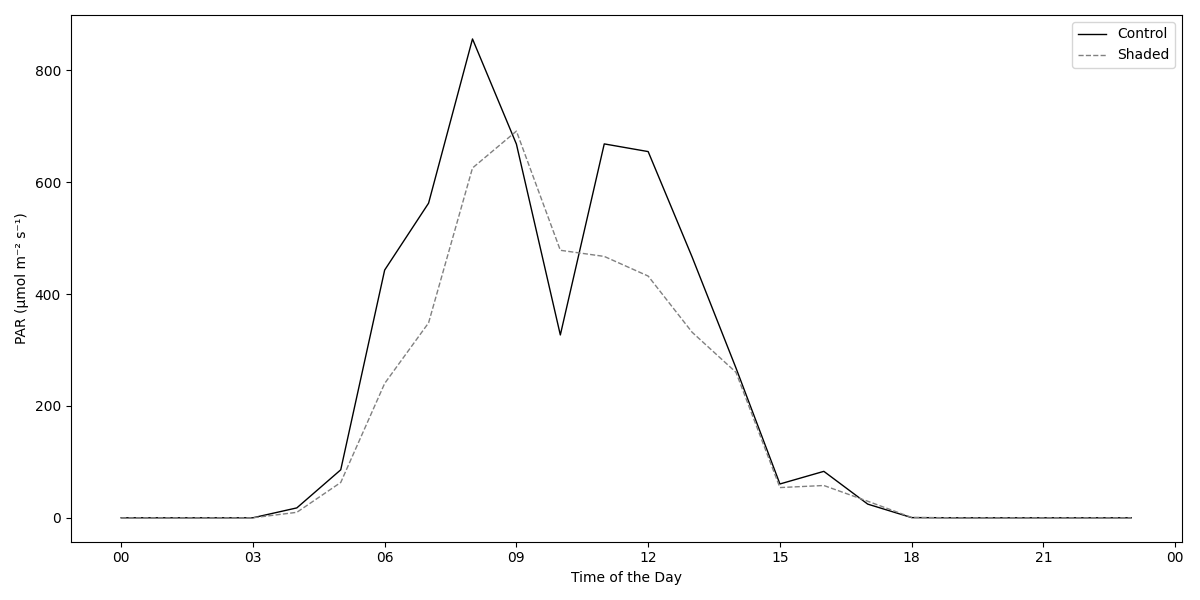 Control
Shaded
800
600
400
200
0
PAR (μmol m⁻² s⁻¹)
00 03 06 09 12 15 18 21 00
Time of the Day